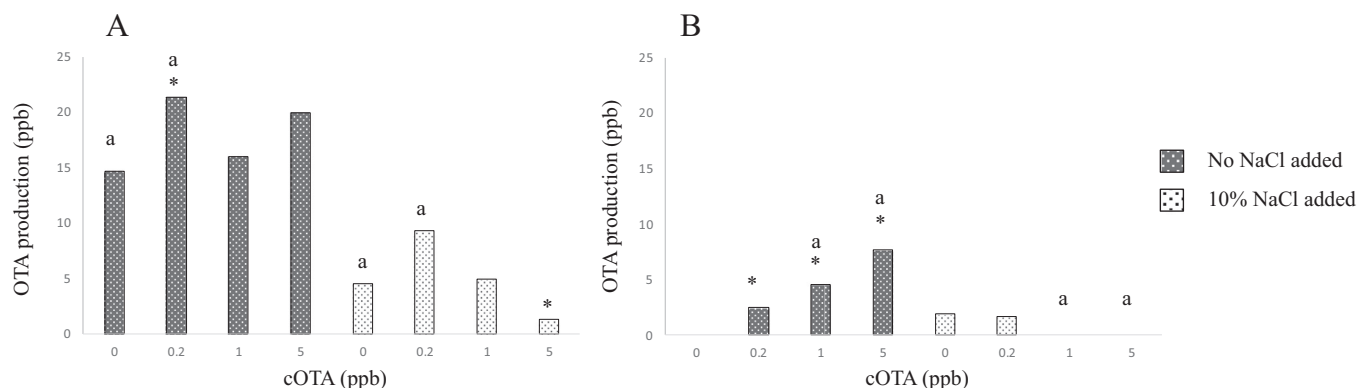 A
OTA production (ppb)
25
20
15
10
5
0
a
a
*
a
a
*
0 0.2 1 5 0 0.2 1 5
cOTA (ppb)
B
OTA production (ppb)
25
20
15
10
5
0
*
a
*
a
*
a
a
0 0.2 1 5 0 0.2 1 5
cOTA (ppb)
No NaCl added
10% NaCl added